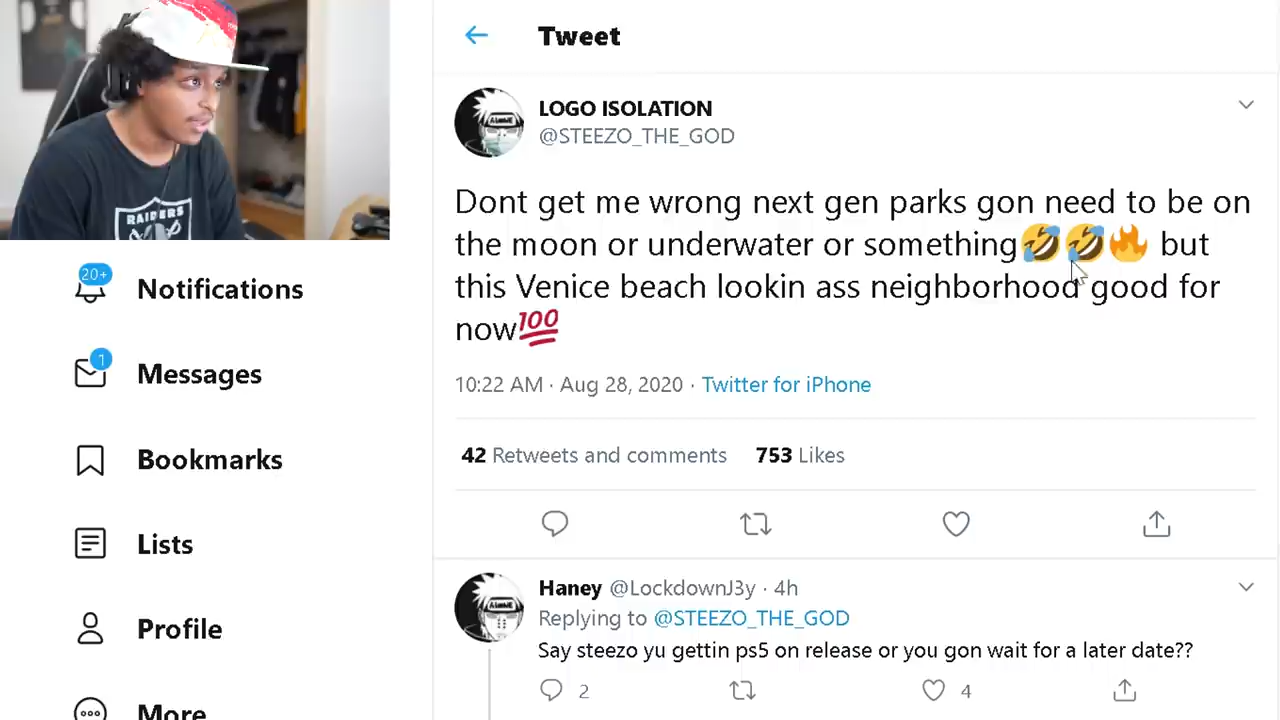 Tweet
LOGO ISOLATION
@STEEZO_THE_GOD
Dont get me wrong next gen parks gon need to be on
the moon or underwater or something🤣🤣🔥 but
this Venice beach lookin ass neighborhood good for
now💯
10:22 AM · Aug 28, 2020 · Twitter for iPhone
42 Retweets and comments 753 Likes
Haney @LockdownJ3y · 4h
Replying to @STEEZO_THE_GOD
Say steezo yu gettin ps5 on release or you gon wait for a later date??
2 4
RAIDERS
20+
Notifications
1
Messages
Bookmarks
Lists
Profile
More